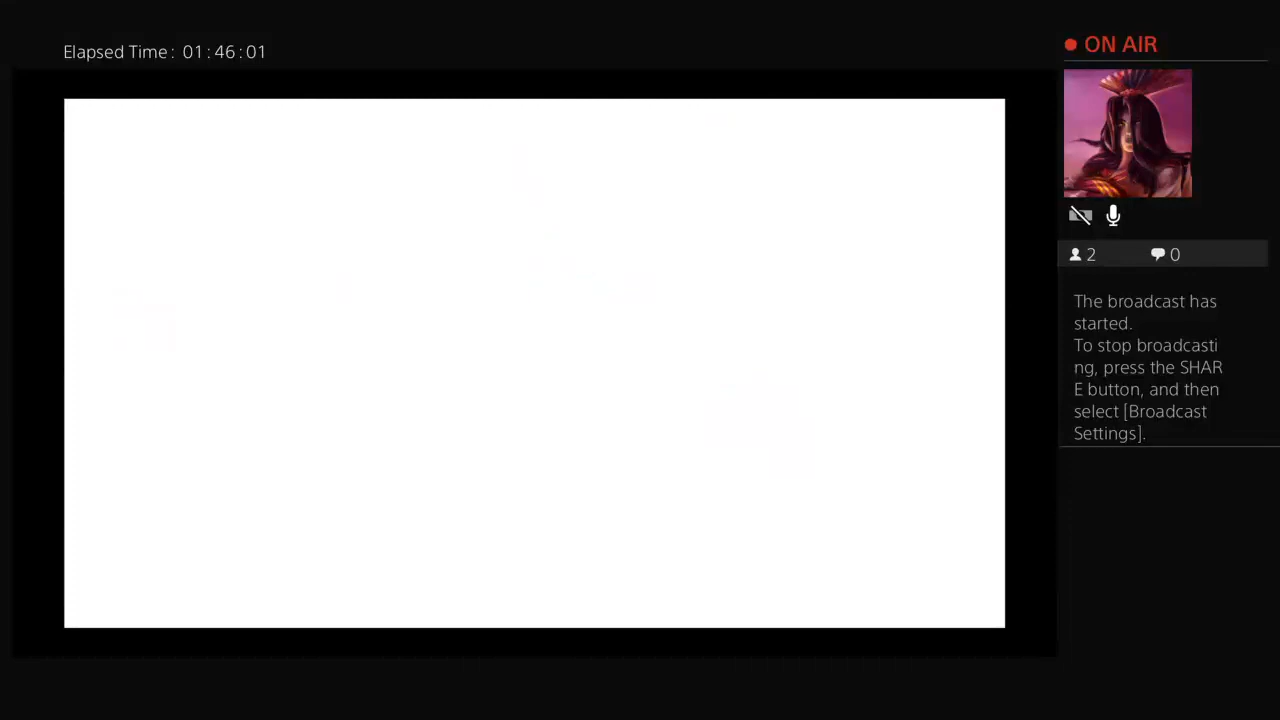 Elapsed Time: 01:46:01
ON AIR
2 0
The broadcast has
started.
To stop broadcasti
ng, press the SHAR
E button, and then
select [Broadcast
Settings].